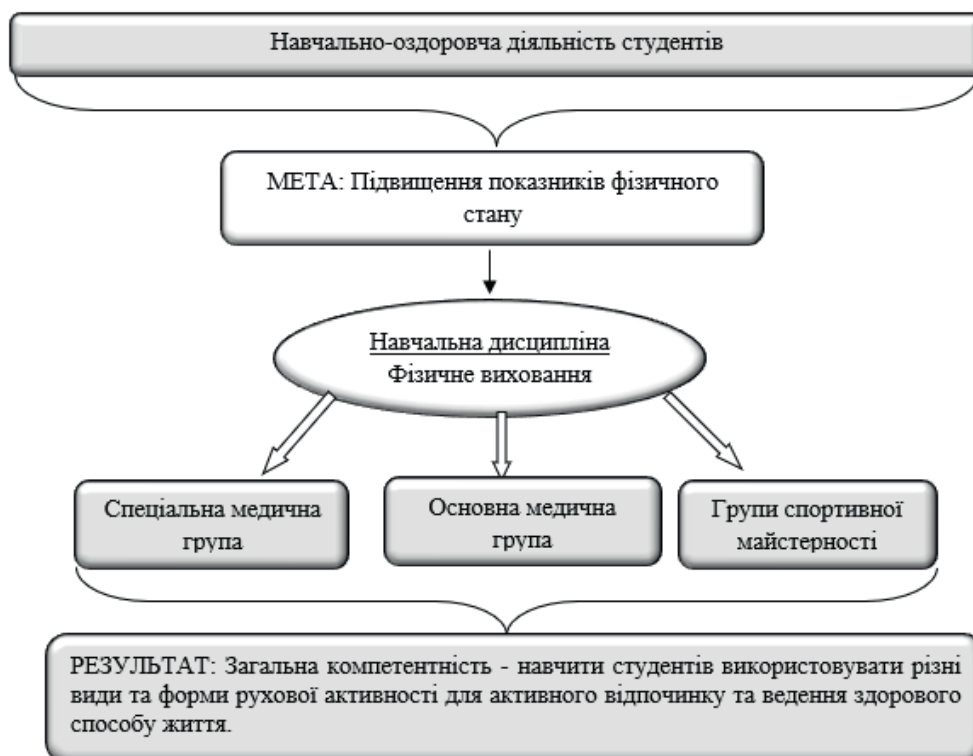 Навчально-оздоровча діяльність студентів
МЕТА: Підвищення показників фізичного
стану
Навчальна дисципліна
Фізичне виховання
Спеціальна медична
група
Основна медична
група
Групи спортивної
майстерності
РЕЗУЛЬТАТ: Загальна компетентність - навчити студентів використовувати різні
види та форми рухової активності для активного відпочинку та ведення здорового
способу життя.